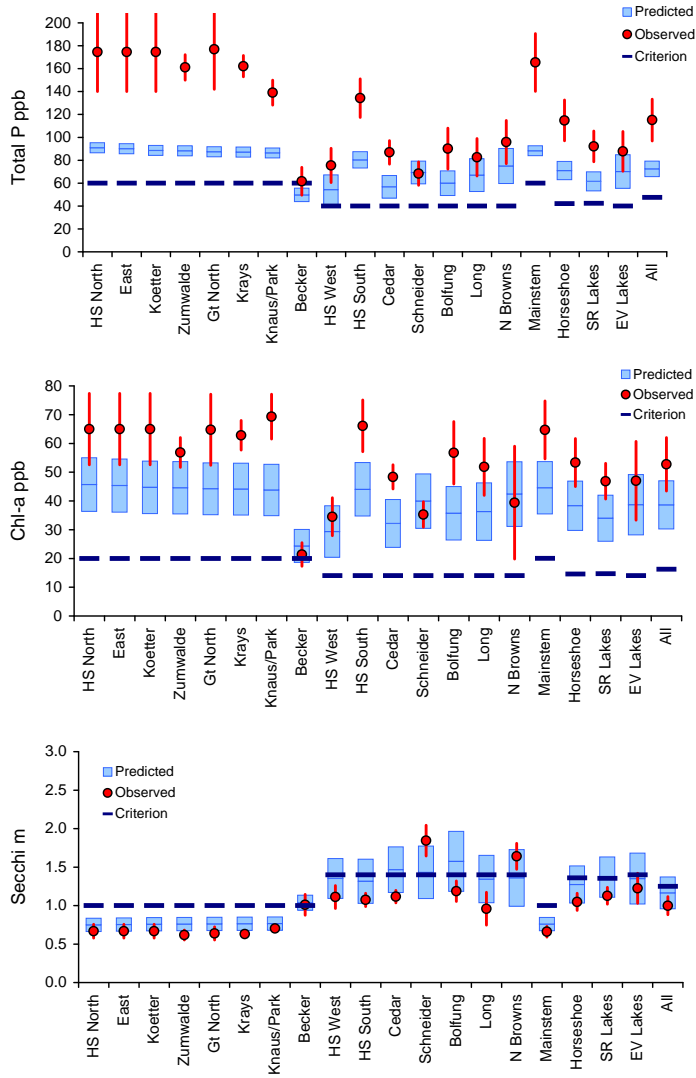 Total P ppb
200
180
160
140
120
100
80
60
40
20
0
Predicted
Observed
Criterion
HS North
East
Koetter
Zumwalde
Gt North
Krays
Knaus/Park
Becker
HS West
HS South
Cedar
Schneider
Bolfung
Long
N Browns
Mainstem
Horseshoe
SR Lakes
EV Lakes
All
Chl-a ppb
80
70
60
50
40
30
20
10
0
Predicted
Observed
Criterion
HS North
East
Koetter
Zumwalde
Gt North
Krays
Knaus/Park
Becker
HS West
HS South
Cedar
Schneider
Bolfung
Long
N Browns
Mainstem
Horseshoe
SR Lakes
EV Lakes
All
Secchi m
3.0
2.5
2.0
1.5
1.0
0.5
0.0
Predicted
Observed
Criterion
HS North
East
Koetter
Zumwalde
Gt North
Krays
Knaus/Park
Becker
HS West
HS South
Cedar
Schneider
Bolfung
Long
N Browns
Mainstem
Horseshoe
SR Lakes
EV Lakes
All